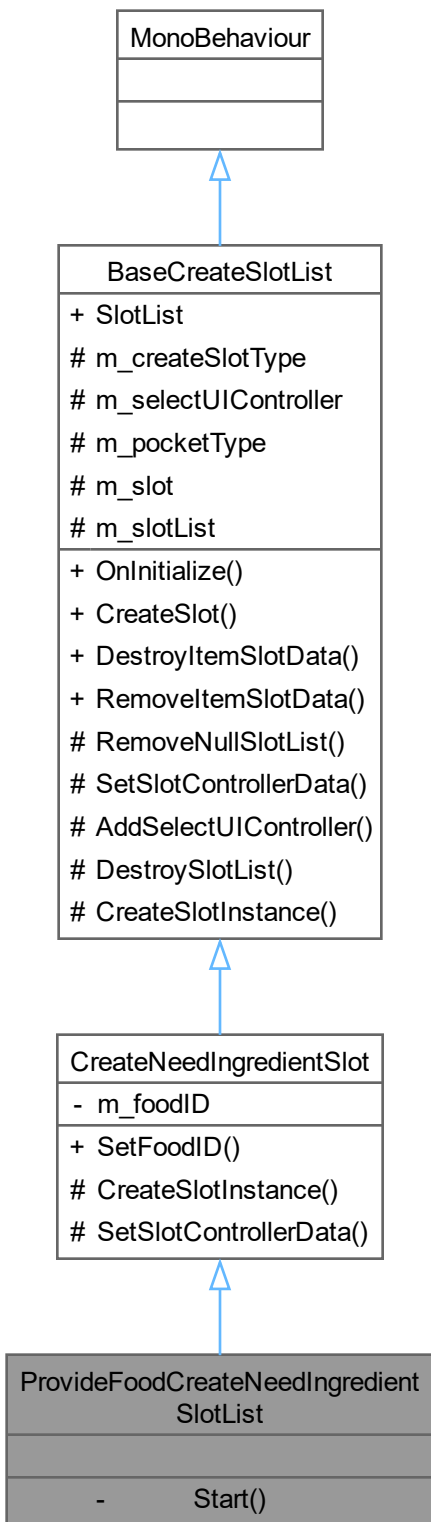 MonoBehaviour
BaseCreateSlotList
+ SlotList
# m_createSlotType
# m_selectUIController
# m_pocketType
# m_slot
# m_slotList
+ OnInitialize()
+ CreateSlot()
+ DestroyItemSlotData()
+ RemoveItemSlotData()
# RemoveNullSlotList()
# SetSlotControllerData()
# AddSelectUIController()
# DestroySlotList()
# CreateSlotInstance()
CreateNeedIngredientSlot
- m_foodID
+ SetFoodID()
# CreateSlotInstance()
# SetSlotControllerData()
ProvideFoodCreateNeedIngredient
SlotList
- Start()